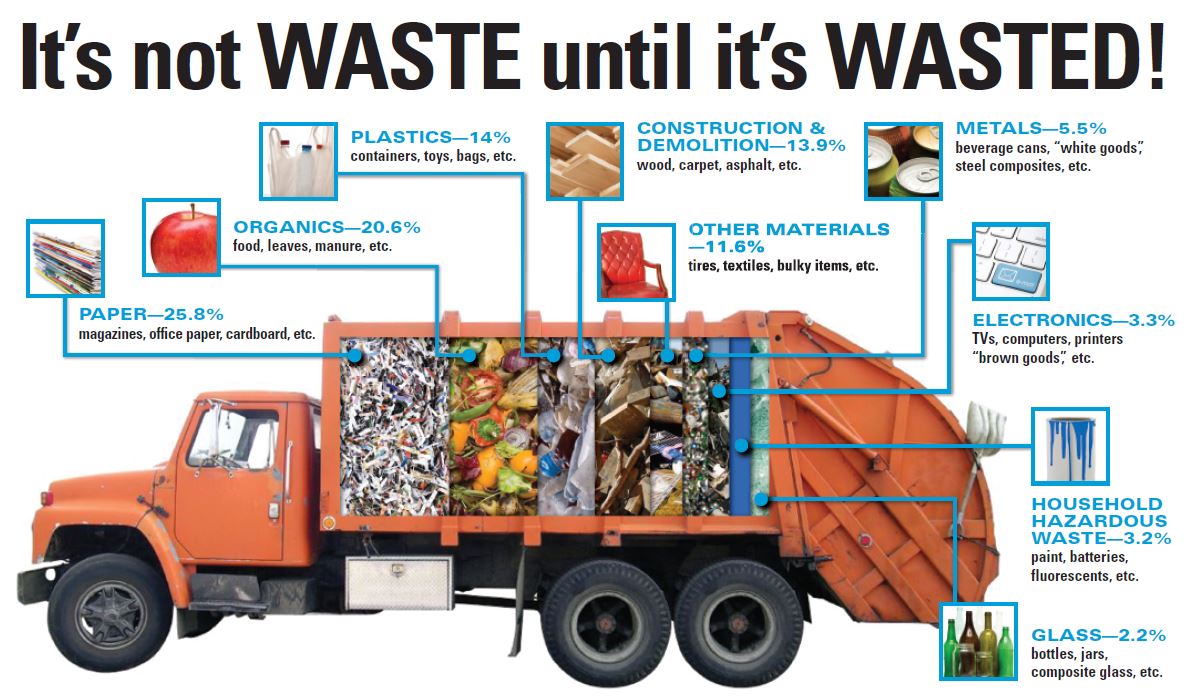 It's not WASTE until it's WASTED!
PLASTICS—14%
containers, toys, bags, etc.
CONSTRUCTION &
DEMOLITION—13.9%
wood, carpet, asphalt, etc.
METALS—5.5%
beverage cans, “white goods”,
steel composites, etc.
ORGANICS—20.6%
food, leaves, manure, etc.
OTHER MATERIALS
—11.6%
tires, textiles, bulky items, etc.
PAPER—25.8%
magazines, office paper, cardboard, etc.
ELECTRONICS—3.3%
TVs, computers, printers
“brown goods”, etc.
HOUSEHOLD
HAZARDOUS
WASTE—3.2%
paint, batteries,
fluorescents, etc.
GLASS—2.2%
bottles, jars,
composite glass, etc.